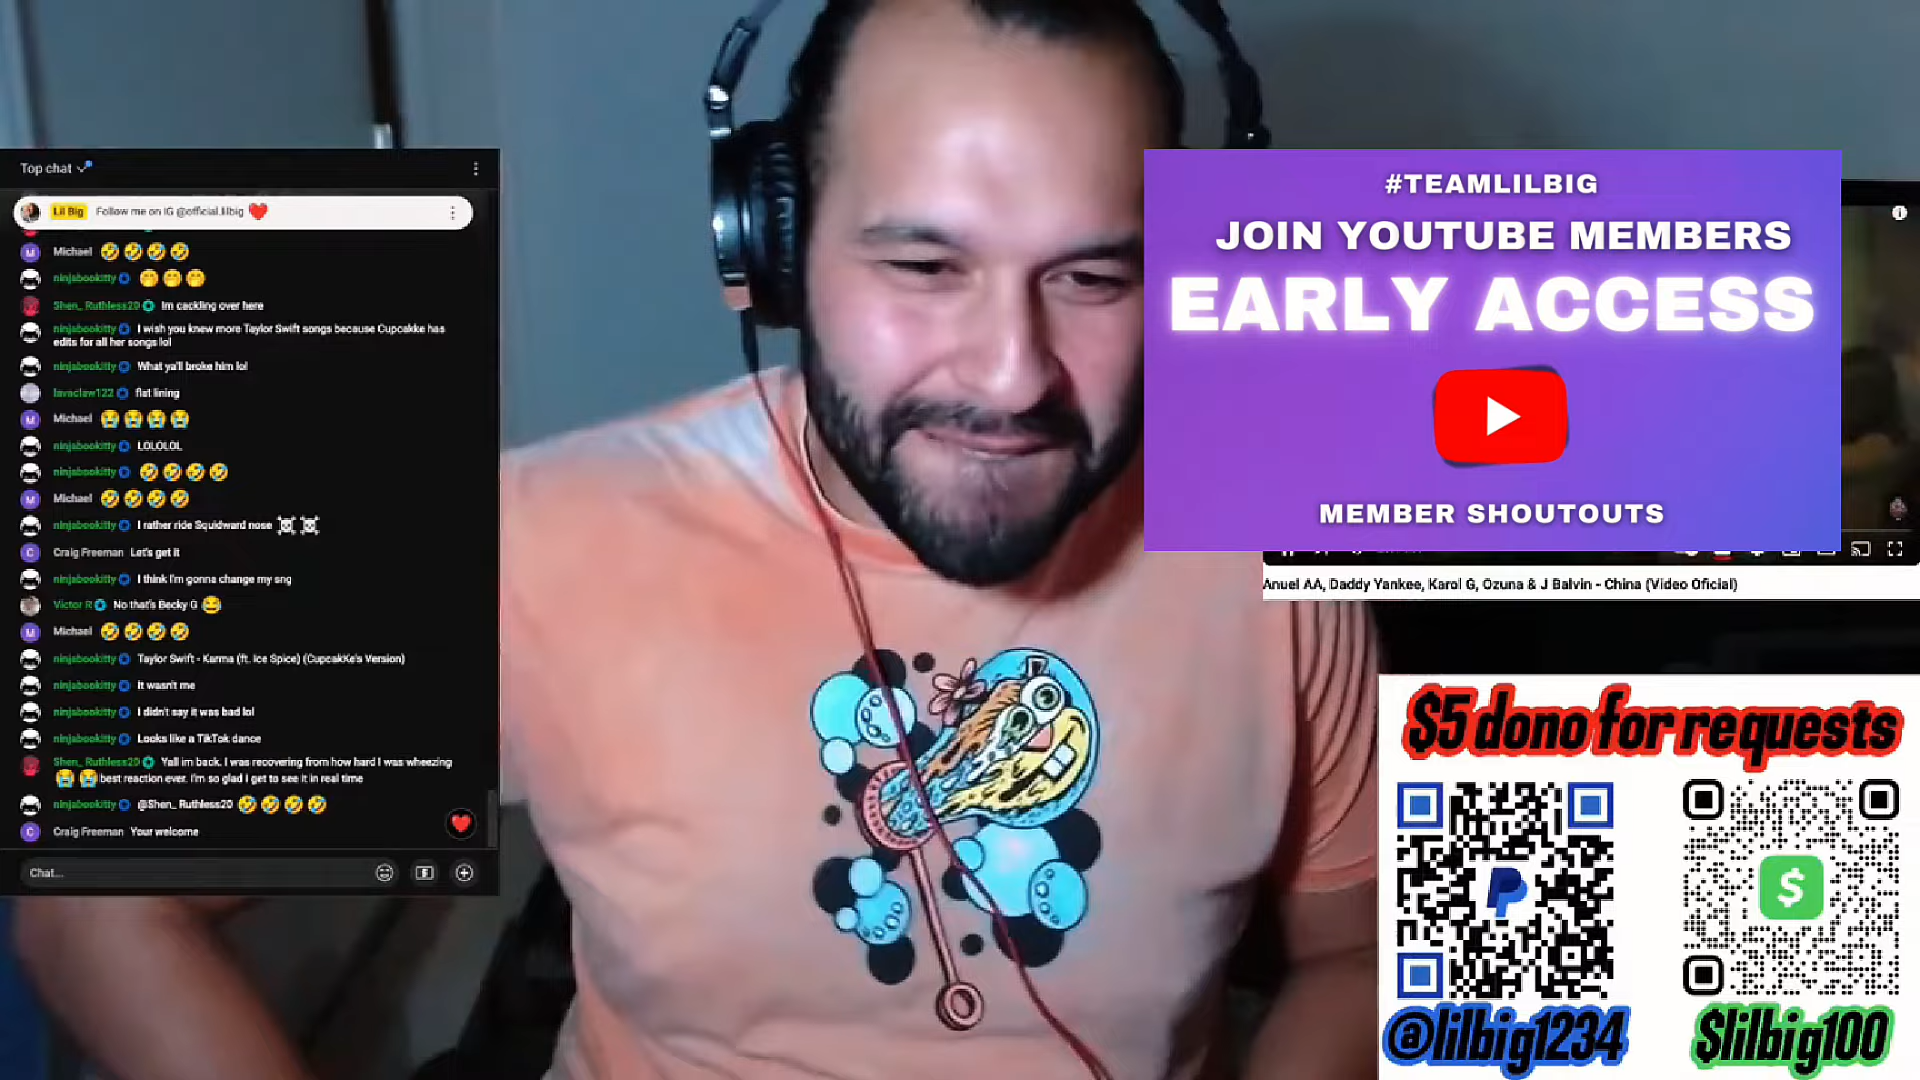 Top chat
Lil Big Follow me on IG @official.lilbig
Michael
ninjabookitty
Shen_Ruthless20 Im cackling over here
ninjabookitty I wish you knew more Taylor Swift songs because Cupcakke has
edits for all her songs lol
ninjabookitty What ya'll broke him lol
lavaclaw122 flat lining
Michael
ninjabookitty LOLOLOL
ninjabookitty
Michael
ninjabookitty I rather ride Squidward nose
Craig Freeman Let's get it
ninjabookitty I think I'm gonna change my sng
Victor R No that's Becky G
Michael
ninjabookitty Taylor Swift - Karma (ft. Ice Spice) (CupcakKe's Version)
ninjabookitty It wasn't me
ninjabookitty I didn't say it was bad lol
ninjabookitty Looks like a TikTok dance
Shen_Ruthless20 Yall im back. I was recovering from how hard I was wheezing
best reaction ever. I'm so glad I get to see it in real time
ninjabookitty @Shen_ Ruthless20
Craig Freeman Your welcome
Chat...
#TEAMLILBIG
JOIN YOUTUBE MEMBERS
EARLY ACCESS
MEMBER SHOUTOUTS
Anuel AA, Daddy Yankee, Karol G, Ozuna & J Balvin - China (Video Oficial)
$5 dono for requests
@lilbig1234
$lilbig100